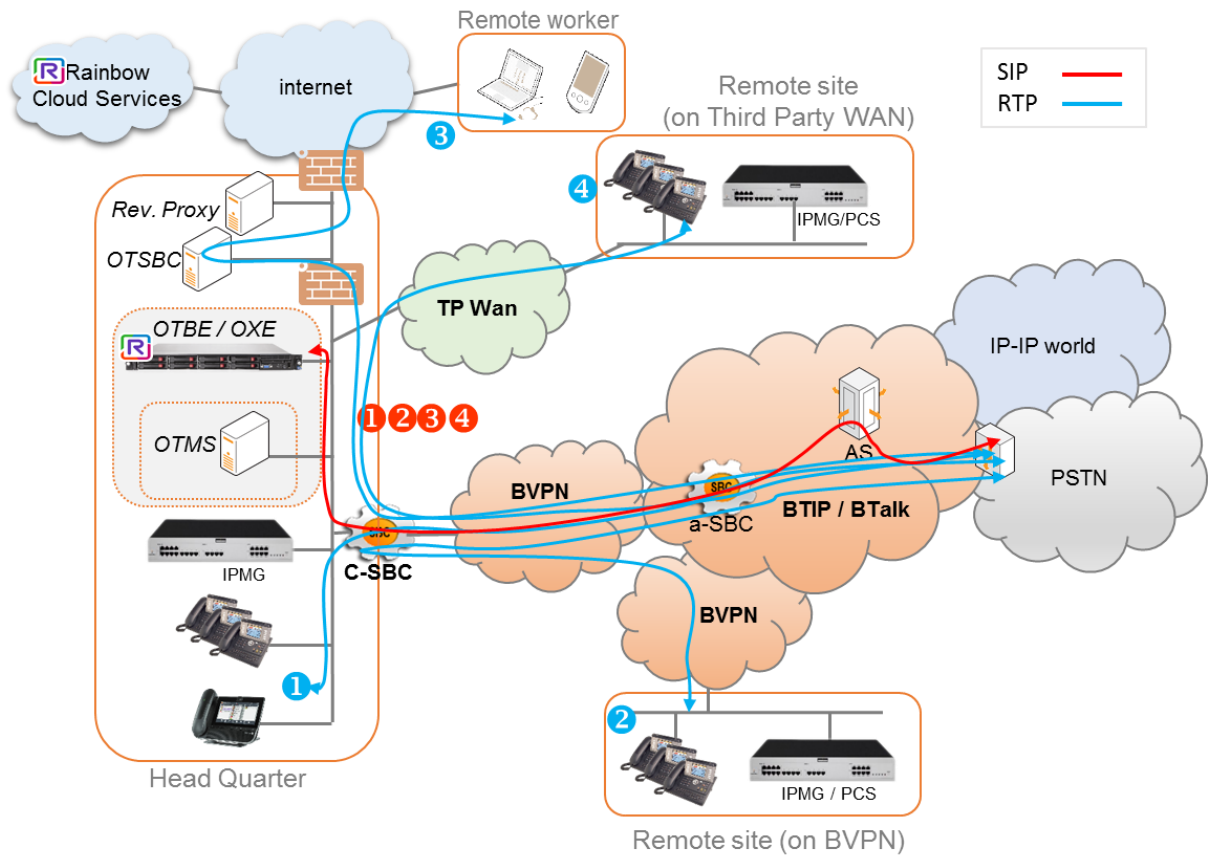 Remote worker
R
Rainbow
Cloud Services
internet
SIP
RTP
Remote site
(on Third Party WAN)
3
4
IPMG/PCS
Rev. Proxy
OTSBC
TP Wan
OTBE / OXE
R
IP-IP world
1 2 3 4
OTMS
AS
BVPN
SBC
a-SBC
BTIP / BTalk
PSTN
SBC
C-SBC
IPMG
BVPN
1
2
IPMG / PCS
Head Quarter
Remote site (on BVPN)